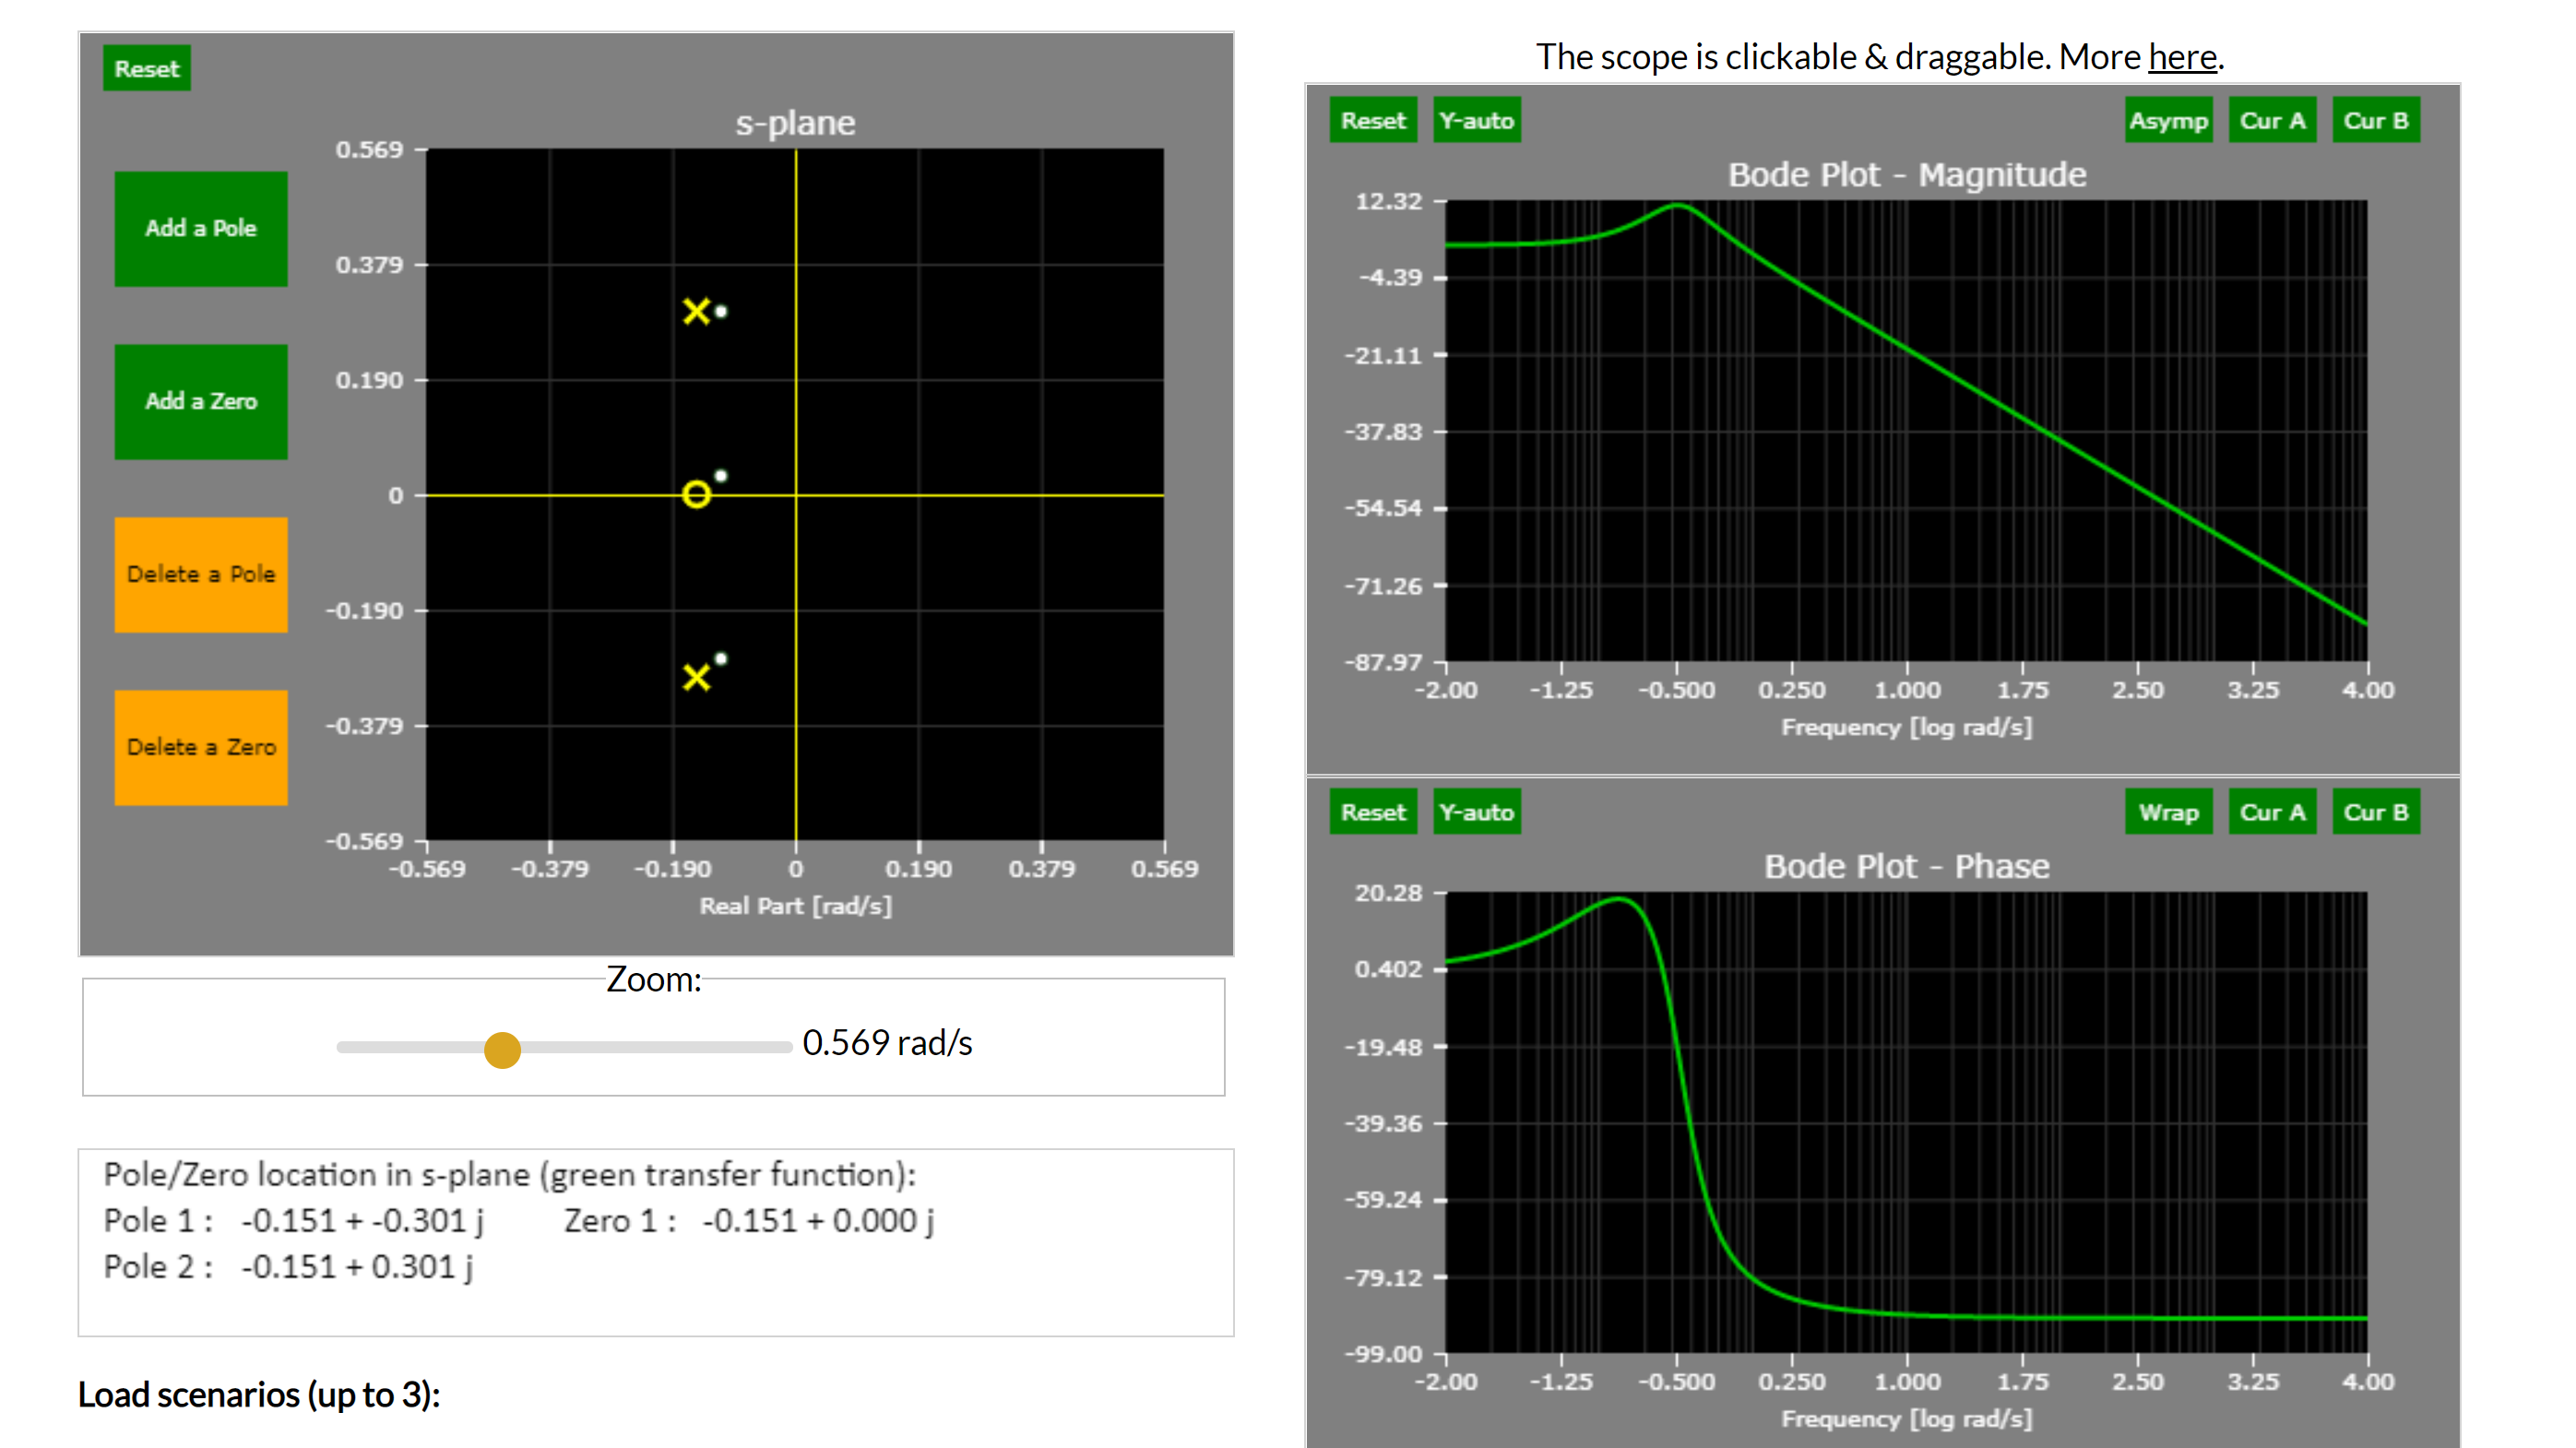 Reset
s-plane
0.569
0.379
0.190
0
-0.190
-0.379
-0.569
-0.569 -0.379 -0.190 0 0.190 0.379 0.569
Real Part [rad/s]
Add a Pole
Add a Zero
Delete a Pole
Delete a Zero
Zoom:
0.569 rad/s
Pole/Zero location in s-plane (green transfer function):
Pole 1 : -0.151 + -0.301 j Zero 1 : -0.151 + 0.000 j
Pole 2 : -0.151 + 0.301 j
Load scenarios (up to 3):
The scope is clickable & draggable. More here.
Reset Y-auto Asymp Cur A Cur B
Bode Plot - Magnitude
12.32
-4.39
-21.11
-37.83
-54.54
-71.26
-87.97
-2.00 -1.25 -0.500 0.250 1.000 1.75 2.50 3.25 4.00
Frequency [log rad/s]
Reset Y-auto Wrap Cur A Cur B
Bode Plot - Phase
20.28
0.402
-19.48
-39.36
-59.24
-79.12
-99.00
-2.00 -1.25 -0.500 0.250 1.000 1.75 2.50 3.25 4.00
Frequency [log rad/s]